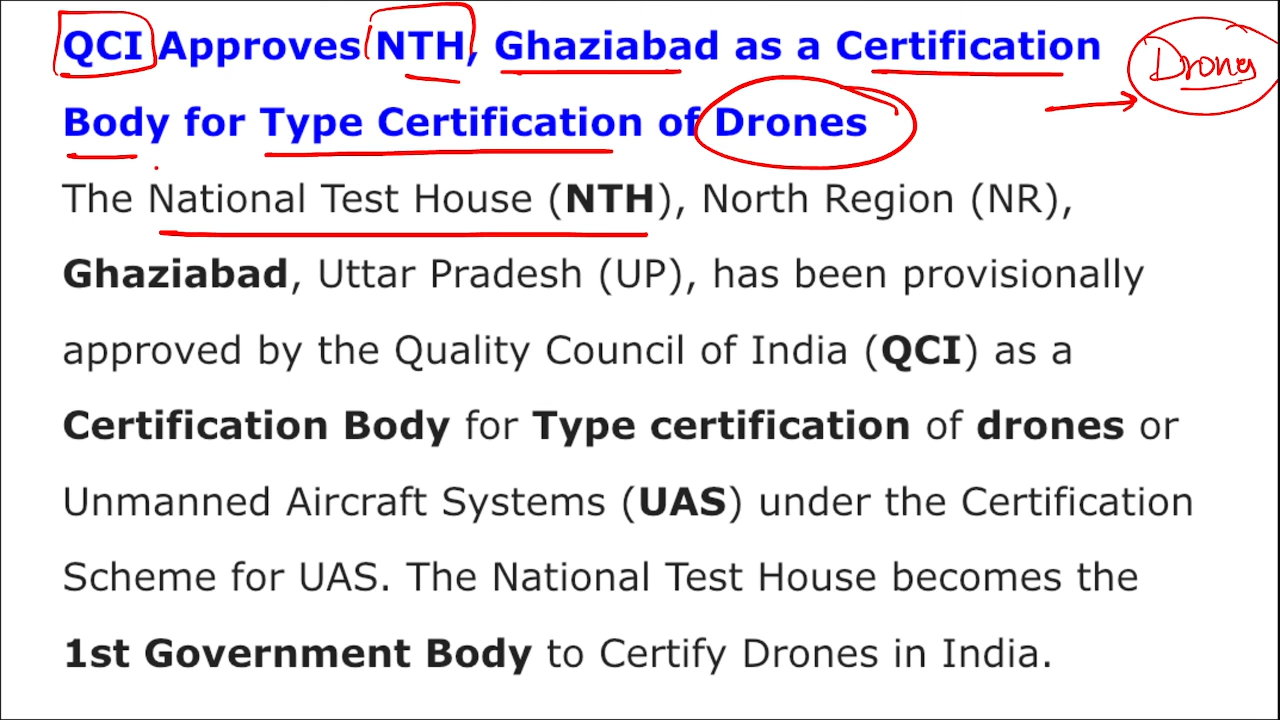 QCI Approves NTH, Ghaziabad as a Certification
Drones
Body for Type Certification of Drones
The National Test House (NTH), North Region (NR),
Ghaziabad, Uttar Pradesh (UP), has been provisionally
approved by the Quality Council of India (QCI) as a
Certification Body for Type certification of drones or
Unmanned Aircraft Systems (UAS) under the Certification
Scheme for UAS. The National Test House becomes the
1st Government Body to Certify Drones in India.